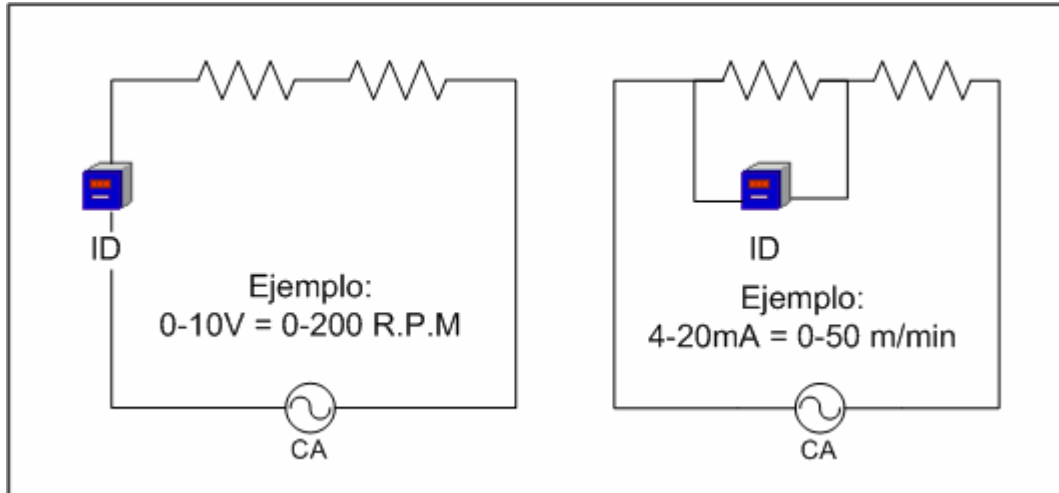 ID
Ejemplo:
0-10V = 0-200 R.P.M
CA
ID
Ejemplo:
4-20mA = 0-50 m/min
CA